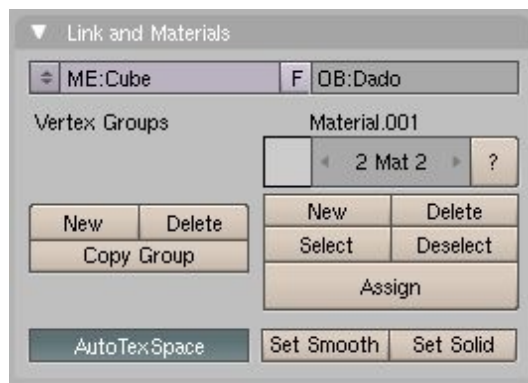 Link and Materials
ME:Cube F OB:Dado
Vertex Groups Material.001
2 Mat 2 ?
New Delete New Delete
Copy Group Select Deselect
Assign
AutoTexSpace Set Smooth Set Solid